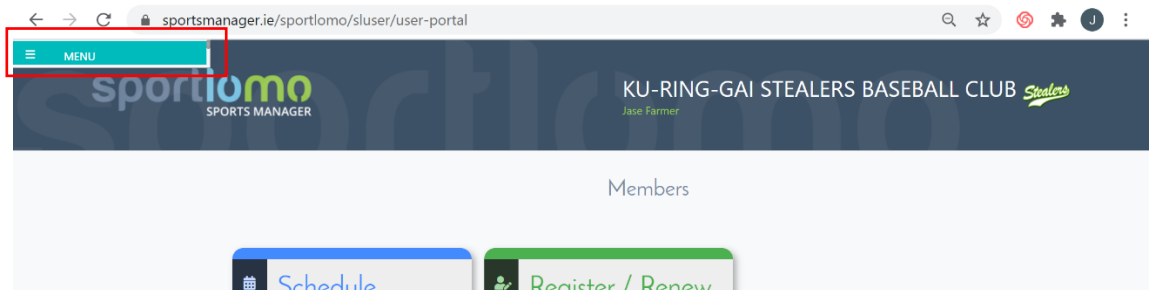 sportsmanager.ie/sportlomo/sluser/user-portal
J
MENU
sportlomo
SPORTS MANAGER
KU-RING-GAI STEALERS BASEBALL CLUB Stealers
Jase Farmer
sportlomo
Members
Schedule
Register / Renew